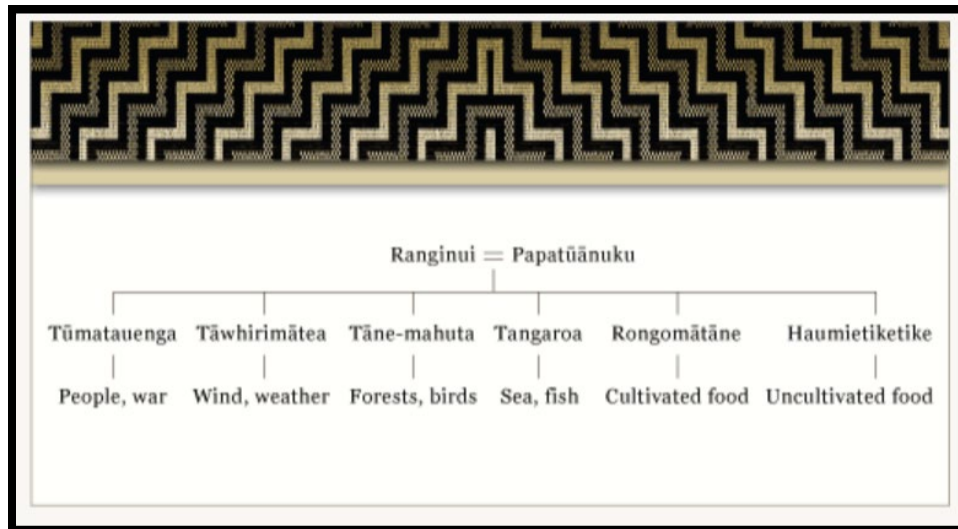 Ranginui = Papatūānuku
Tūmatauenga Tāwhirimātea Tāne-mahuta Tangaroa Rongomātāne Haumietiketike
People, war Wind, weather Forests, birds Sea, fish Cultivated food Uncultivated food